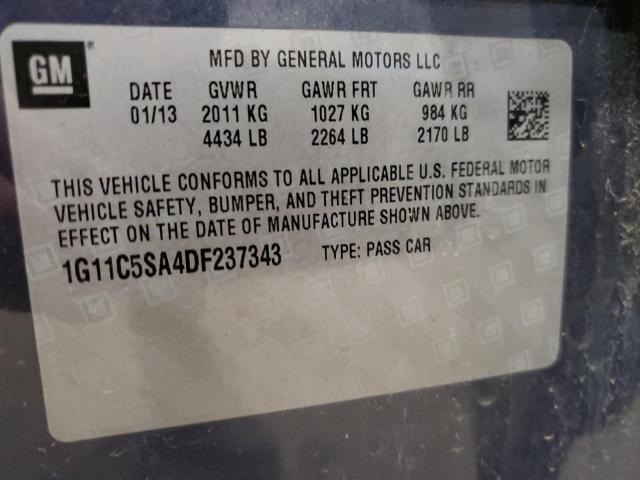 GM
MFD BY GENERAL MOTORS LLC
DATE GVWR GAWR FRT GAWR RR
01/13 2011 KG 1027 KG 984 KG
4434 LB 2264 LB 2170 LB
THIS VEHICLE CONFORMS TO ALL APPLICABLE U.S. FEDERAL MOTOR
VEHICLE SAFETY, BUMPER, AND THEFT PREVENTION STANDARDS IN
EFFECT ON THE DATE OF MANUFACTURE SHOWN ABOVE.
1G11C5SA4DF237343 TYPE: PASS CAR